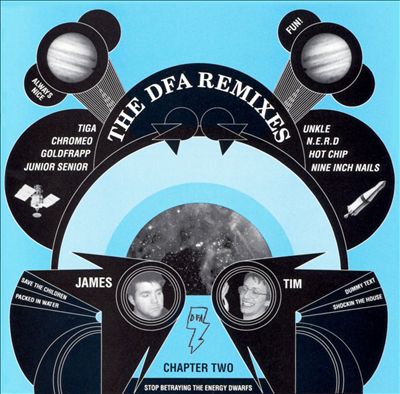 ALWAYS
NICE
FUN!
THE DFA REMIXES
TIGA
CHROMEO
GOLDFRAPP
JUNIOR SENIOR
UNKLE
N.E.R.D
HOT CHIP
NINE INCH NAILS
SAVE THE CHILDREN
PACKED IN WATER
JAMES
TIM
DUMMY TEXT
SHOCKIN THE HOUSE
DFA
CHAPTER TWO
STOP BETRAYING THE ENERGY DWARFS